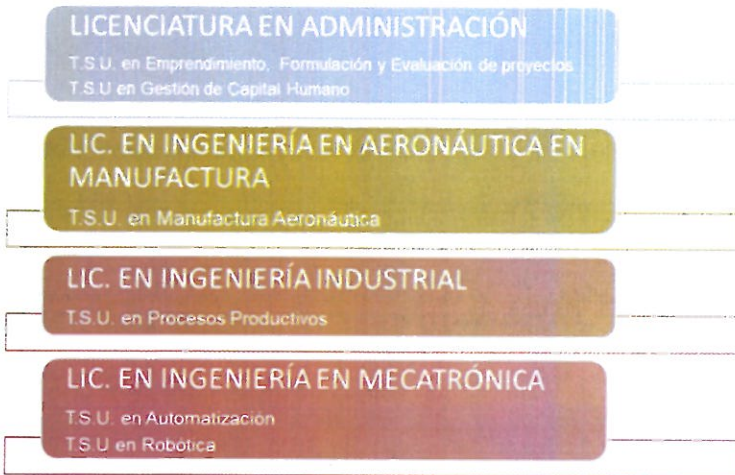 LICENCIATURA EN ADMINISTRACIÓN
T.S.U. en Emprendimiento, Formulación y Evaluación de proyectos
T.S.U en Gestión de Capital Humano
LIC. EN INGENIERÍA EN AERONÁUTICA EN
MANUFACTURA
T.S.U. en Manufactura Aeronáutica
LIC. EN INGENIERÍA INDUSTRIAL
T.S.U. en Procesos Productivos
LIC. EN INGENIERÍA EN MECATRÓNICA
T.S.U. en Automatización
T.S.U en Robótica